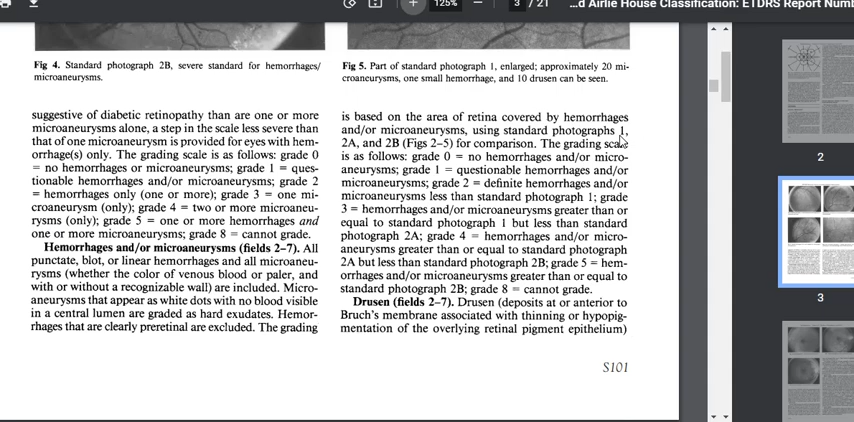 125%
3 / 21
...d Airlie House Classification: ETDRS Report Num
Fig 4. Standard photograph 2B, severe standard for hemorrhages/
microaneurysms.
suggestive of diabetic retinopathy than are one or more
microaneurysms alone, a step in the scale less severe than
that of one microaneurysm is provided for eyes with hem-
orrhage(s) only. The grading scale is as follows: grade 0
= no hemorrhages or microaneurysms; grade 1 = ques-
tionable hemorrhages and/or microaneurysms; grade 2
= hemorrhages only (one or more); grade 3 = one mi-
croaneurysm (only); grade 4 = two or more microaneu-
rysms (only); grade 5 = one or more hemorrhages and
one or more microaneurysms; grade 8 = cannot grade.
Hemorrhages and/or microaneurysms (fields 2–7). All
punctate, blot, or linear hemorrhages and all microaneu-
rysms (whether the color of venous blood or paler, and
with or without a recognizable wall) are included. Micro-
aneurysms that appear as white dots with no blood visible
in a central lumen are graded as hard exudates. Hemor-
rhages that are clearly preretinal are excluded. The grading
Fig 5. Part of standard photograph 1, enlarged; approximately 20 mi-
croaneurysms, one small hemorrhage, and 10 drusen can be seen.
is based on the area of retina covered by hemorrhages
and/or microaneurysms, using standard photographs 1,
2A, and 2B (Figs 2–5) for comparison. The grading scale
is as follows: grade 0 = no hemorrhages and/or micro-
aneurysms; grade 1 = questionable hemorrhages and/or
microaneurysms; grade 2 = definite hemorrhages and/or
microaneurysms less than standard photograph 1; grade
3 = hemorrhages and/or microaneurysms greater than or
equal to standard photograph 1 but less than standard
photograph 2A; grade 4 = hemorrhages and/or micro-
aneurysms greater than or equal to standard photograph
2A but less than standard photograph 2B; grade 5 = hem-
orrhages and/or microaneurysms greater than or equal to
standard photograph 2B; grade 8 = cannot grade.
Drusen (fields 2–7). Drusen (deposits at or anterior to
Bruch's membrane associated with thinning or hypopig-
mentation of the overlying retinal pigment epithelium)
S101
2
3